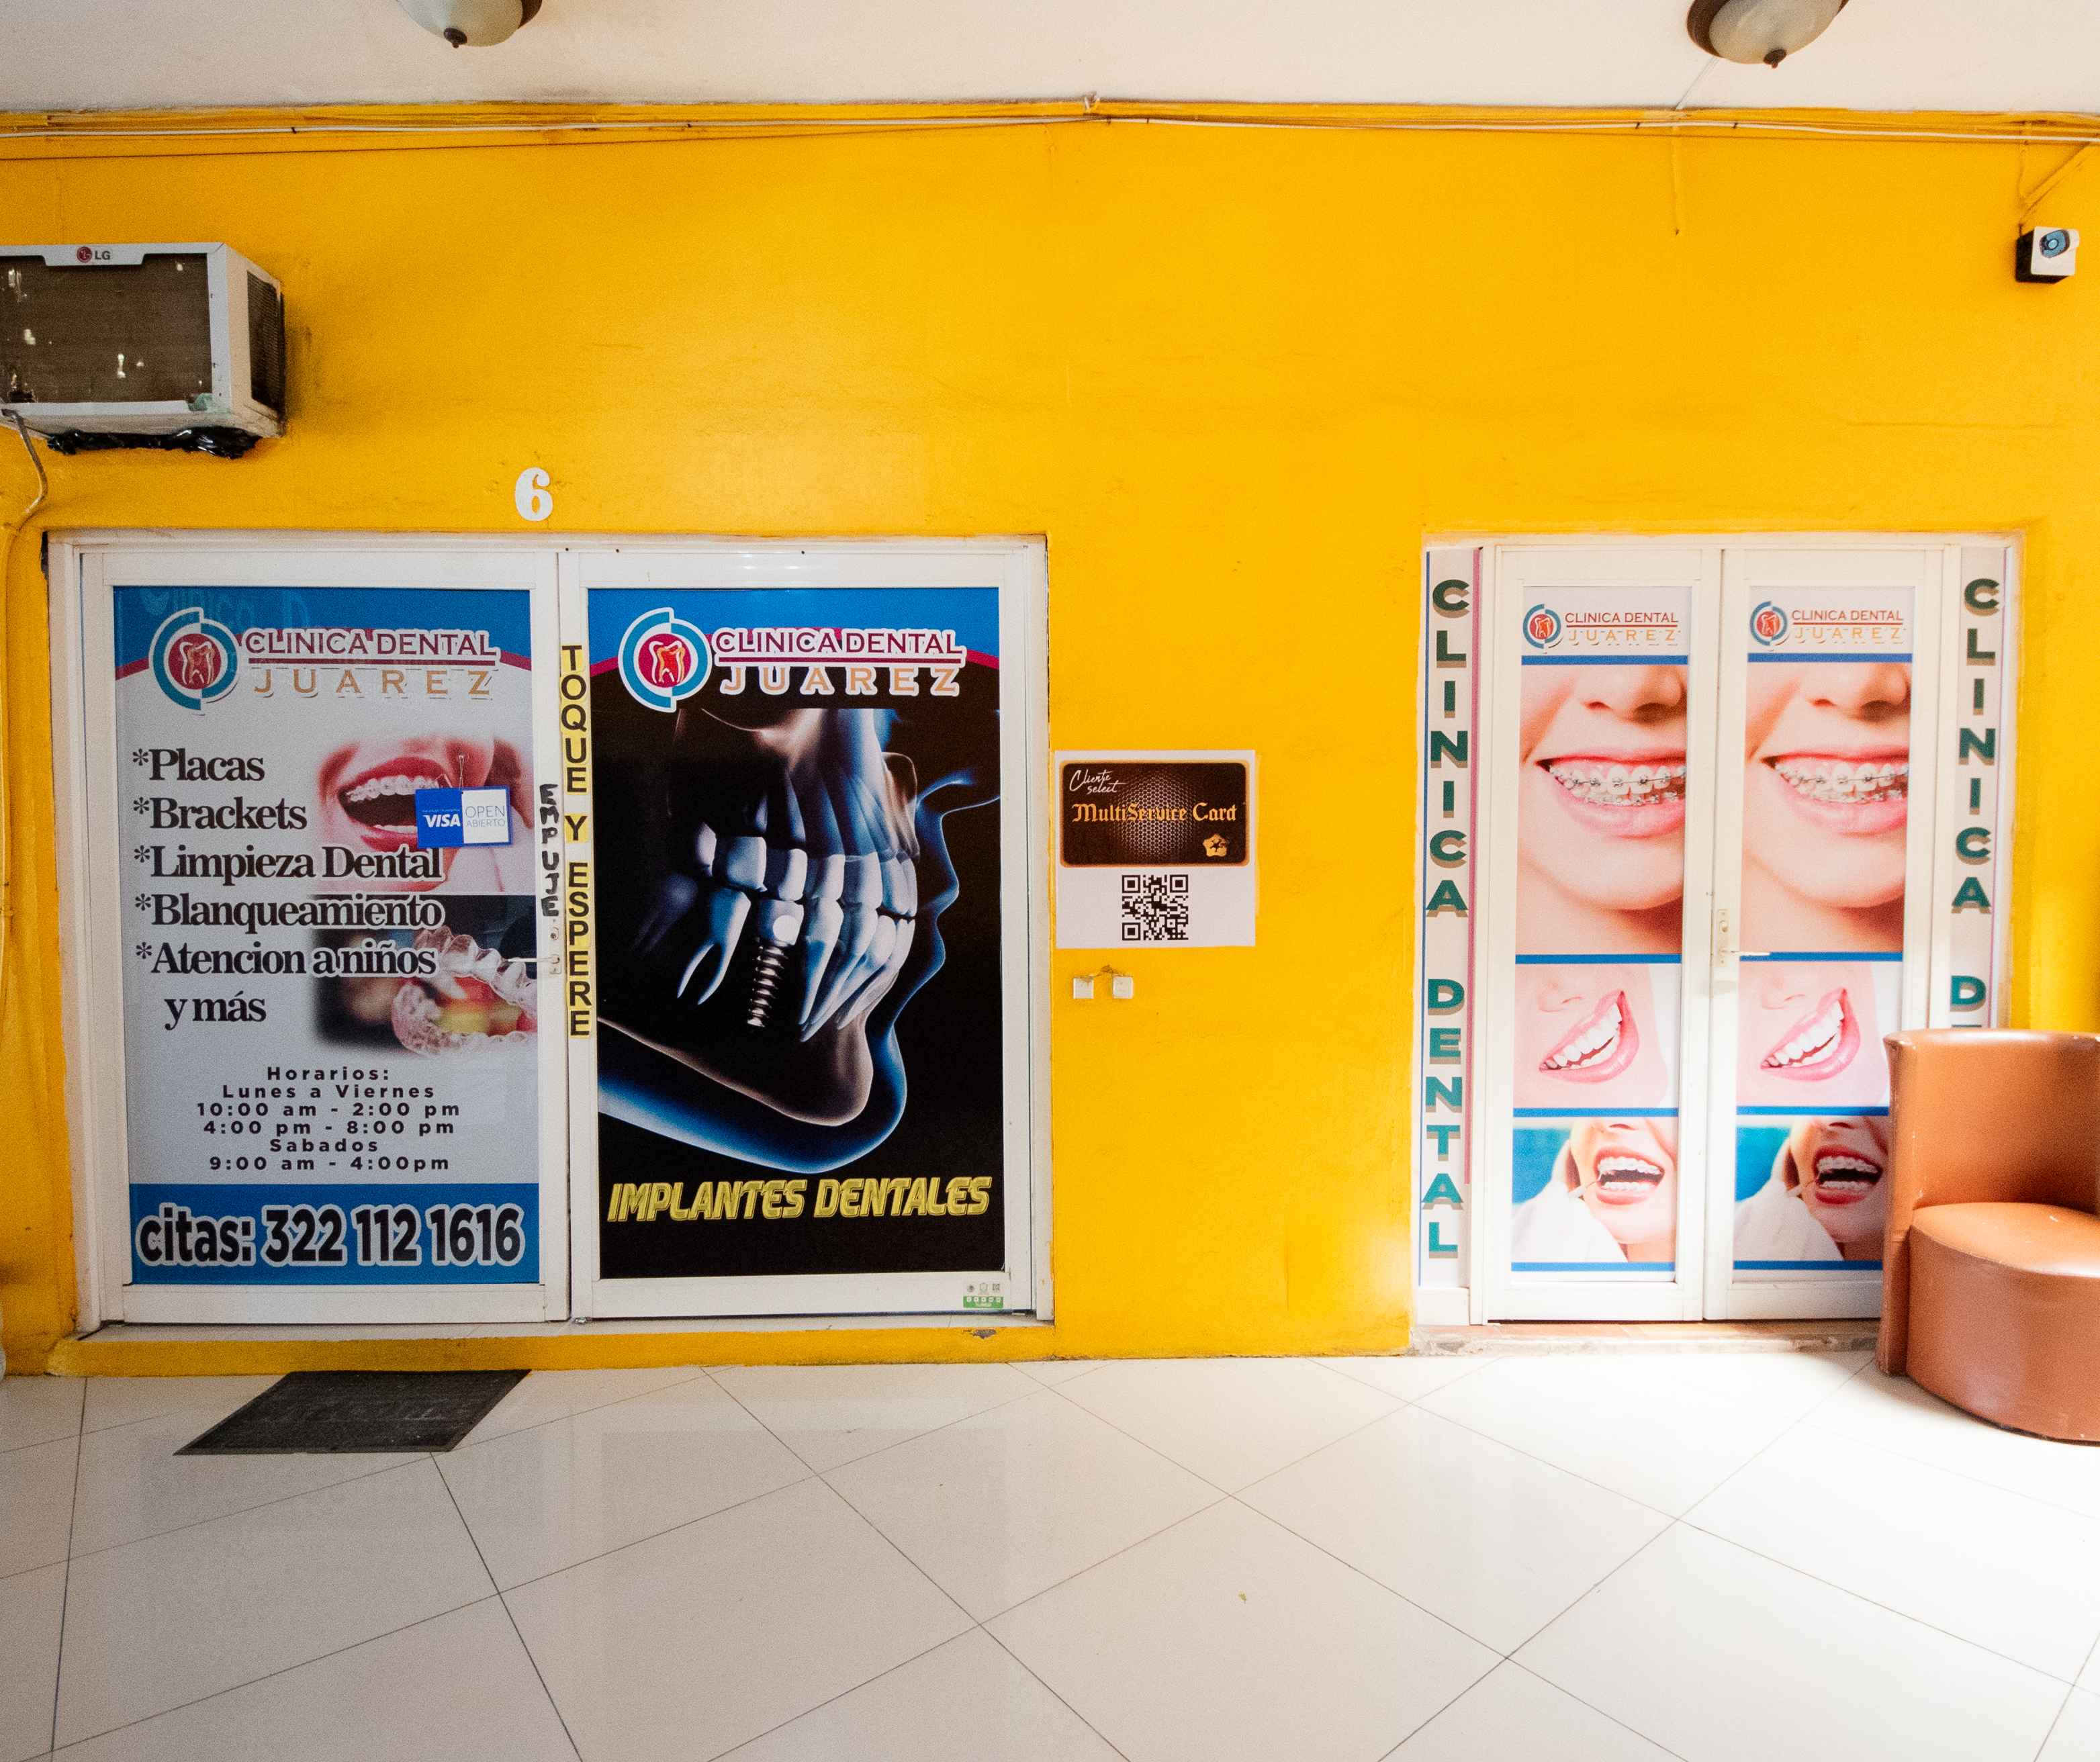 LG
6
CLINICA DENTAL
JUAREZ
*Placas
*Brackets
*Limpieza Dental
*Blanqueamiento
*Atencion a niños
y más
VISA
OPEN
ABIERTO
Horarios:
Lunes a Viernes
10:00 am - 2:00 pm
4:00 pm - 8:00 pm
Sabados
9:00 am - 4:00pm
citas: 322 112 1616
EMPUJE
TOQUE Y ESPERE
CLINICA DENTAL
JUAREZ
IMPLANTES DENTALES
Cliente
select
MultiService Card
CLINICA DENTAL
CLINICA DENTAL
JUAREZ
CLINICA DENTAL
JUAREZ
CLINICA D